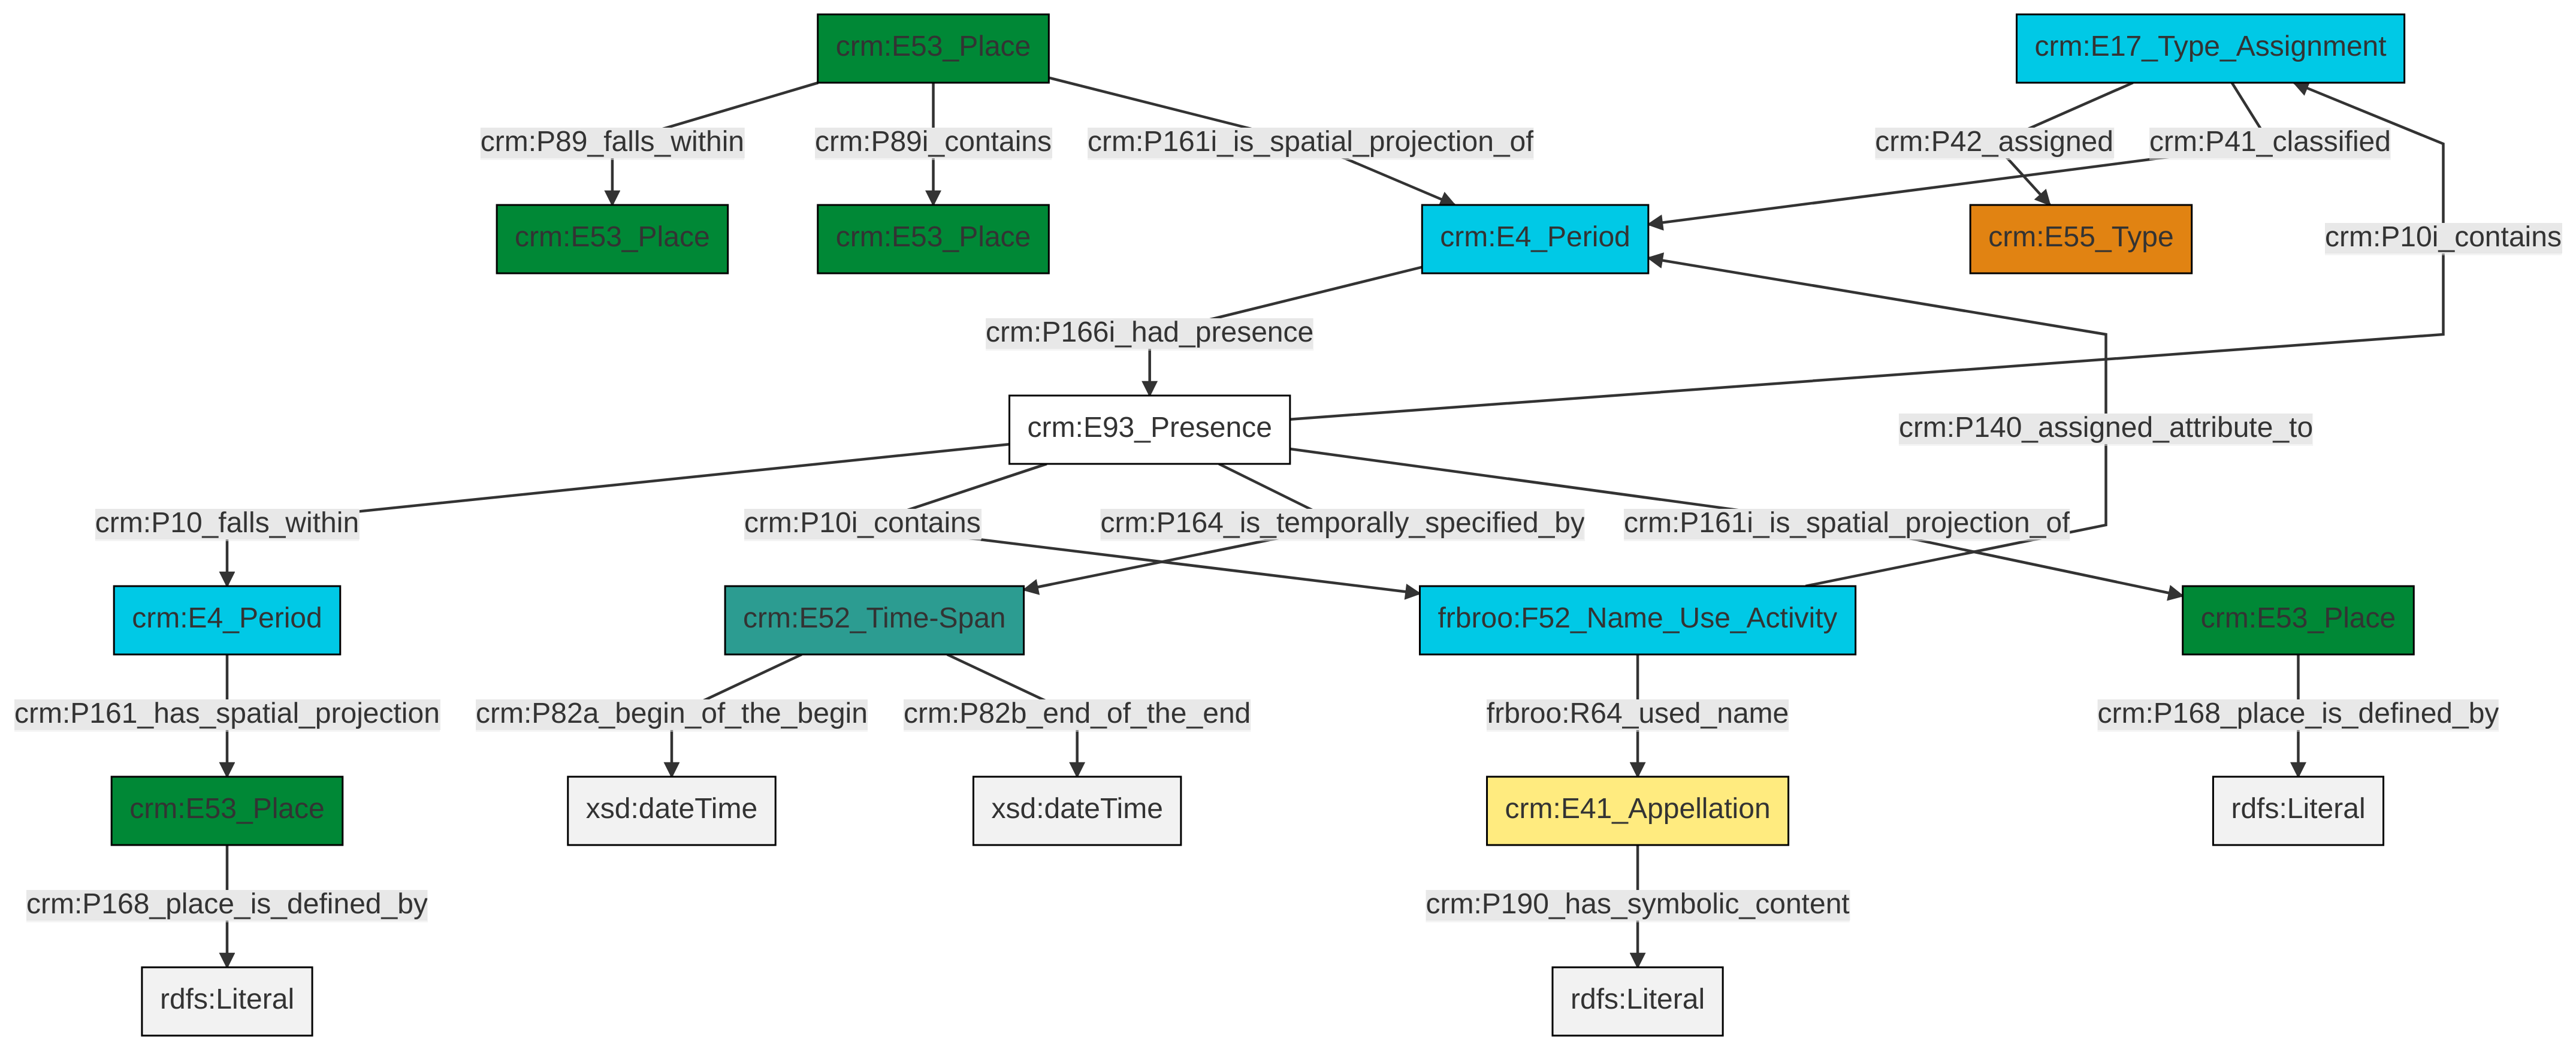 crm:E53_Place
crm:E17_Type_Assignment
crm:P89_falls_within
crm:P89i_contains
crm:P161i_is_spatial_projection_of
crm:P42_assigned
crm:P41_classified
crm:E53_Place
crm:E53_Place
crm:E4_Period
crm:E55_Type
crm:P10i_contains
crm:P166i_had_presence
crm:E93_Presence
crm:P140_assigned_attribute_to
crm:P10_falls_within
crm:P10i_contains
crm:P164_is_temporally_specified_by
crm:P161i_is_spatial_projection_of
crm:E4_Period
crm:E52_Time-Span
frbroo:F52_Name_Use_Activity
crm:E53_Place
crm:P161_has_spatial_projection
crm:P82a_begin_of_the_begin
crm:P82b_end_of_the_end
frbroo:R64_used_name
crm:P168_place_is_defined_by
crm:E53_Place
xsd:dateTime
xsd:dateTime
crm:E41_Appellation
rdfs:Literal
crm:P168_place_is_defined_by
crm:P190_has_symbolic_content
rdfs:Literal
rdfs:Literal